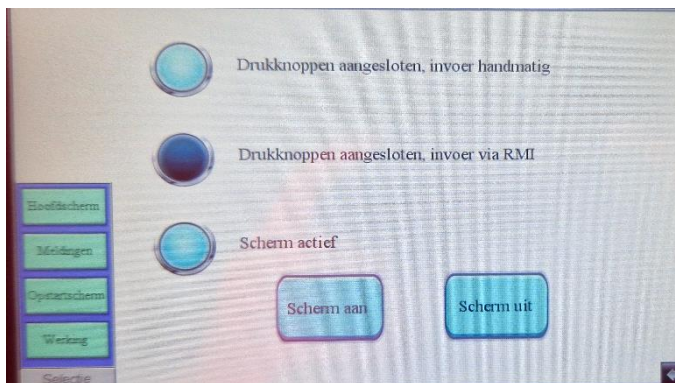 Drukknoppen aangesloten, invoer handmatig
Drukknoppen aangesloten, invoer via RMI
Scherm actief
Scherm aan
Scherm uit
Hoofdscherm
Meldingen
Opstartscherm
Werking
Selectie